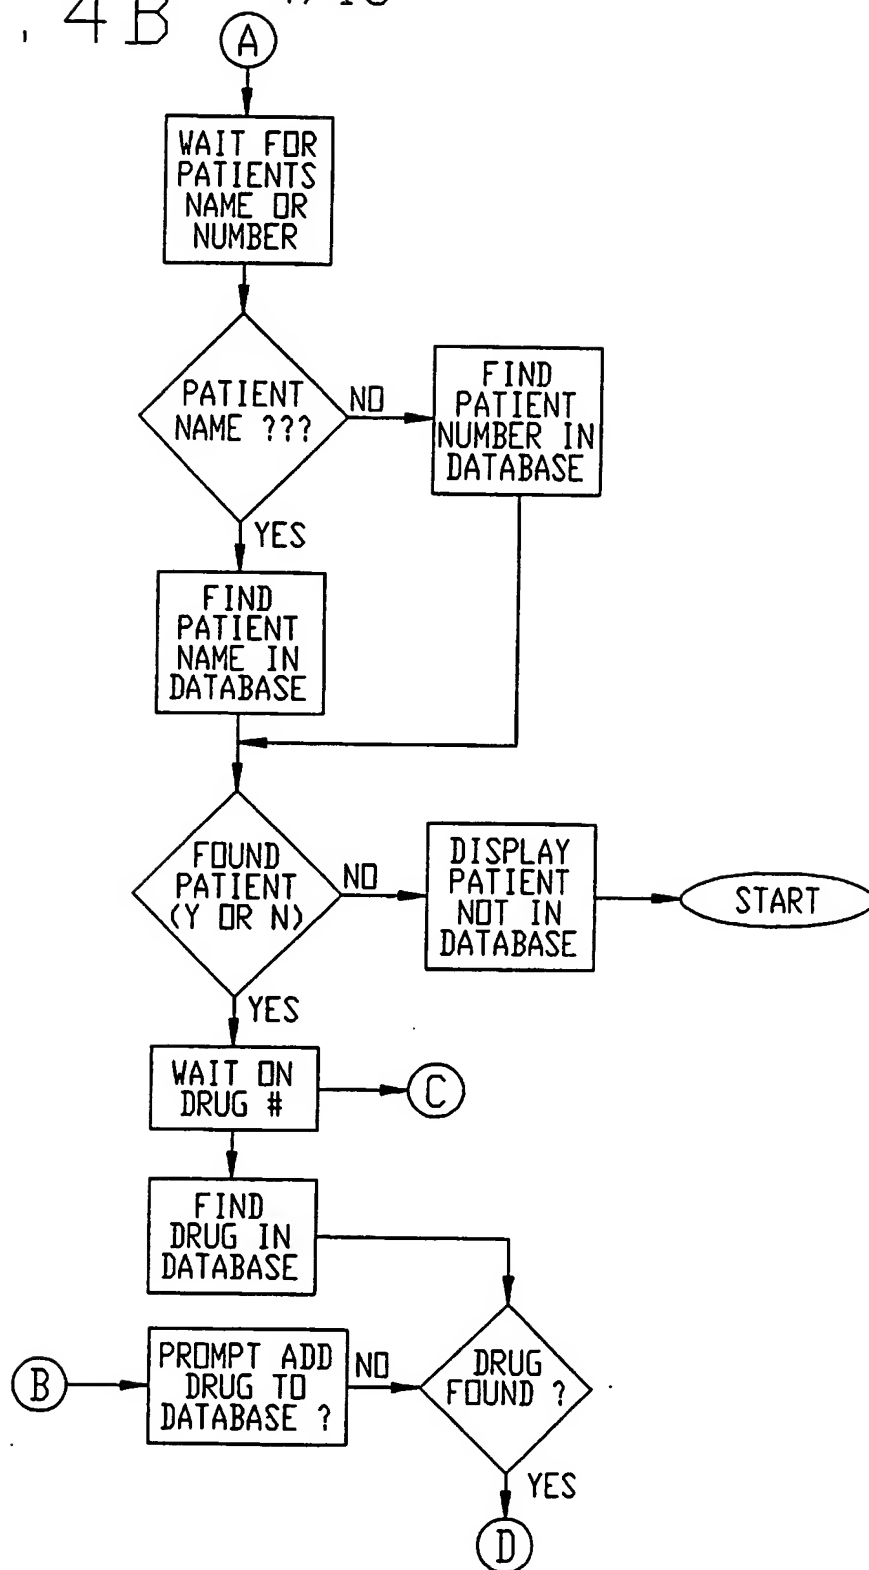 4B
A
WAIT FOR
PATIENTS
NAME OR
NUMBER
PATIENT
NAME ???
NO
FIND
PATIENT
NUMBER IN
DATABASE
YES
FIND
PATIENT
NAME IN
DATABASE
FOUND
PATIENT
(Y OR N)
NO
DISPLAY
PATIENT
NOT IN
DATABASE
START
YES
WAIT ON
DRUG #
C
FIND
DRUG IN
DATABASE
B
PROMPT ADD
DRUG TO
DATABASE ?
NO
DRUG
FOUND ?
YES
D